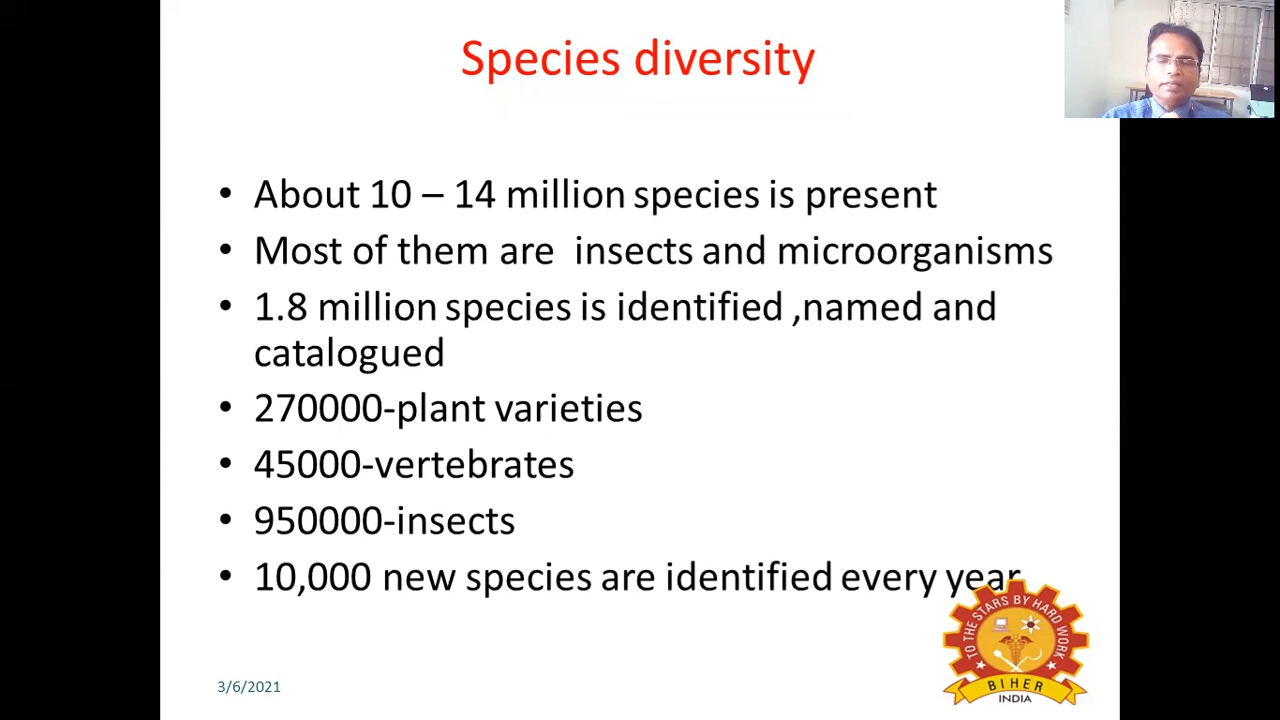 Species diversity
• About 10 – 14 million species is present
• Most of them are  insects and microorganisms
• 1.8 million species is identified ,named and
catalogued
• 270000-plant varieties
• 45000-vertebrates
• 950000-insects
• 10,000 new species are identified every year
TO THE STARS BY HARD WORK
BIHER
INDIA
3/6/2021